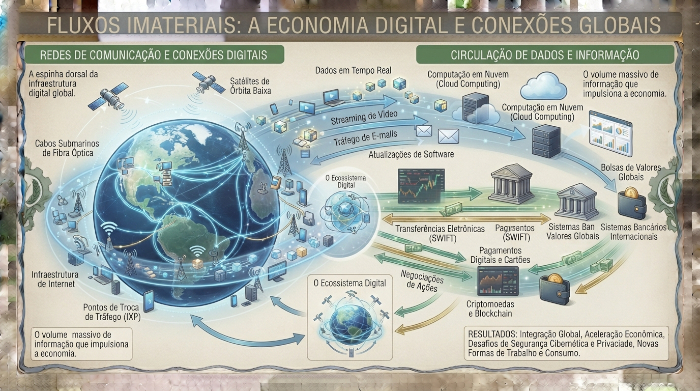 FLUXOS IMATERIAIS: A ECONOMIA DIGITAL E CONEXÕES GLOBAIS
REDES DE COMUNICAÇÃO E CONEXÕES DIGITAIS
CIRCULAÇÃO DE DADOS E INFORMAÇÃO
A espinha dorsal da
infraestrutura
digital global.
Satélites de
Órbita Baixa
Cabos Submarinos
de Fibra Óptica
Infraestrutura
de Internet
Pontos de Troca
de Tráfego (IXP)
O volume massivo de
informação que impulsiona
a economia.
Dados em Tempo Real
Streaming de Vídeo
Tráfego de E-mails
Atualizações de Software
Computação em Nuvem
(Cloud Computing)
Computação em Nuvem
(Cloud Computing)
O volume massivo de
informação que
impulsiona a economia.
Bolsas de Valores
Globais
O Ecossistema
Digital
Transferências Eletrônicas
(SWIFT)
(SWIFT)
Sistemas Ban
Valores Globais
Sistemas Bancários
Internacionais
Pagamentos
Digitais e Cartões
Negociações
de Ações
Criptomoedas
e Blockchain
O Ecossistema Digital
RESULTADOS: Integração Global, Aceleração Econômica,
Desafios de Segurança Cibernética e Privaciade, Novas
Formas de Trabalho e Consumo.